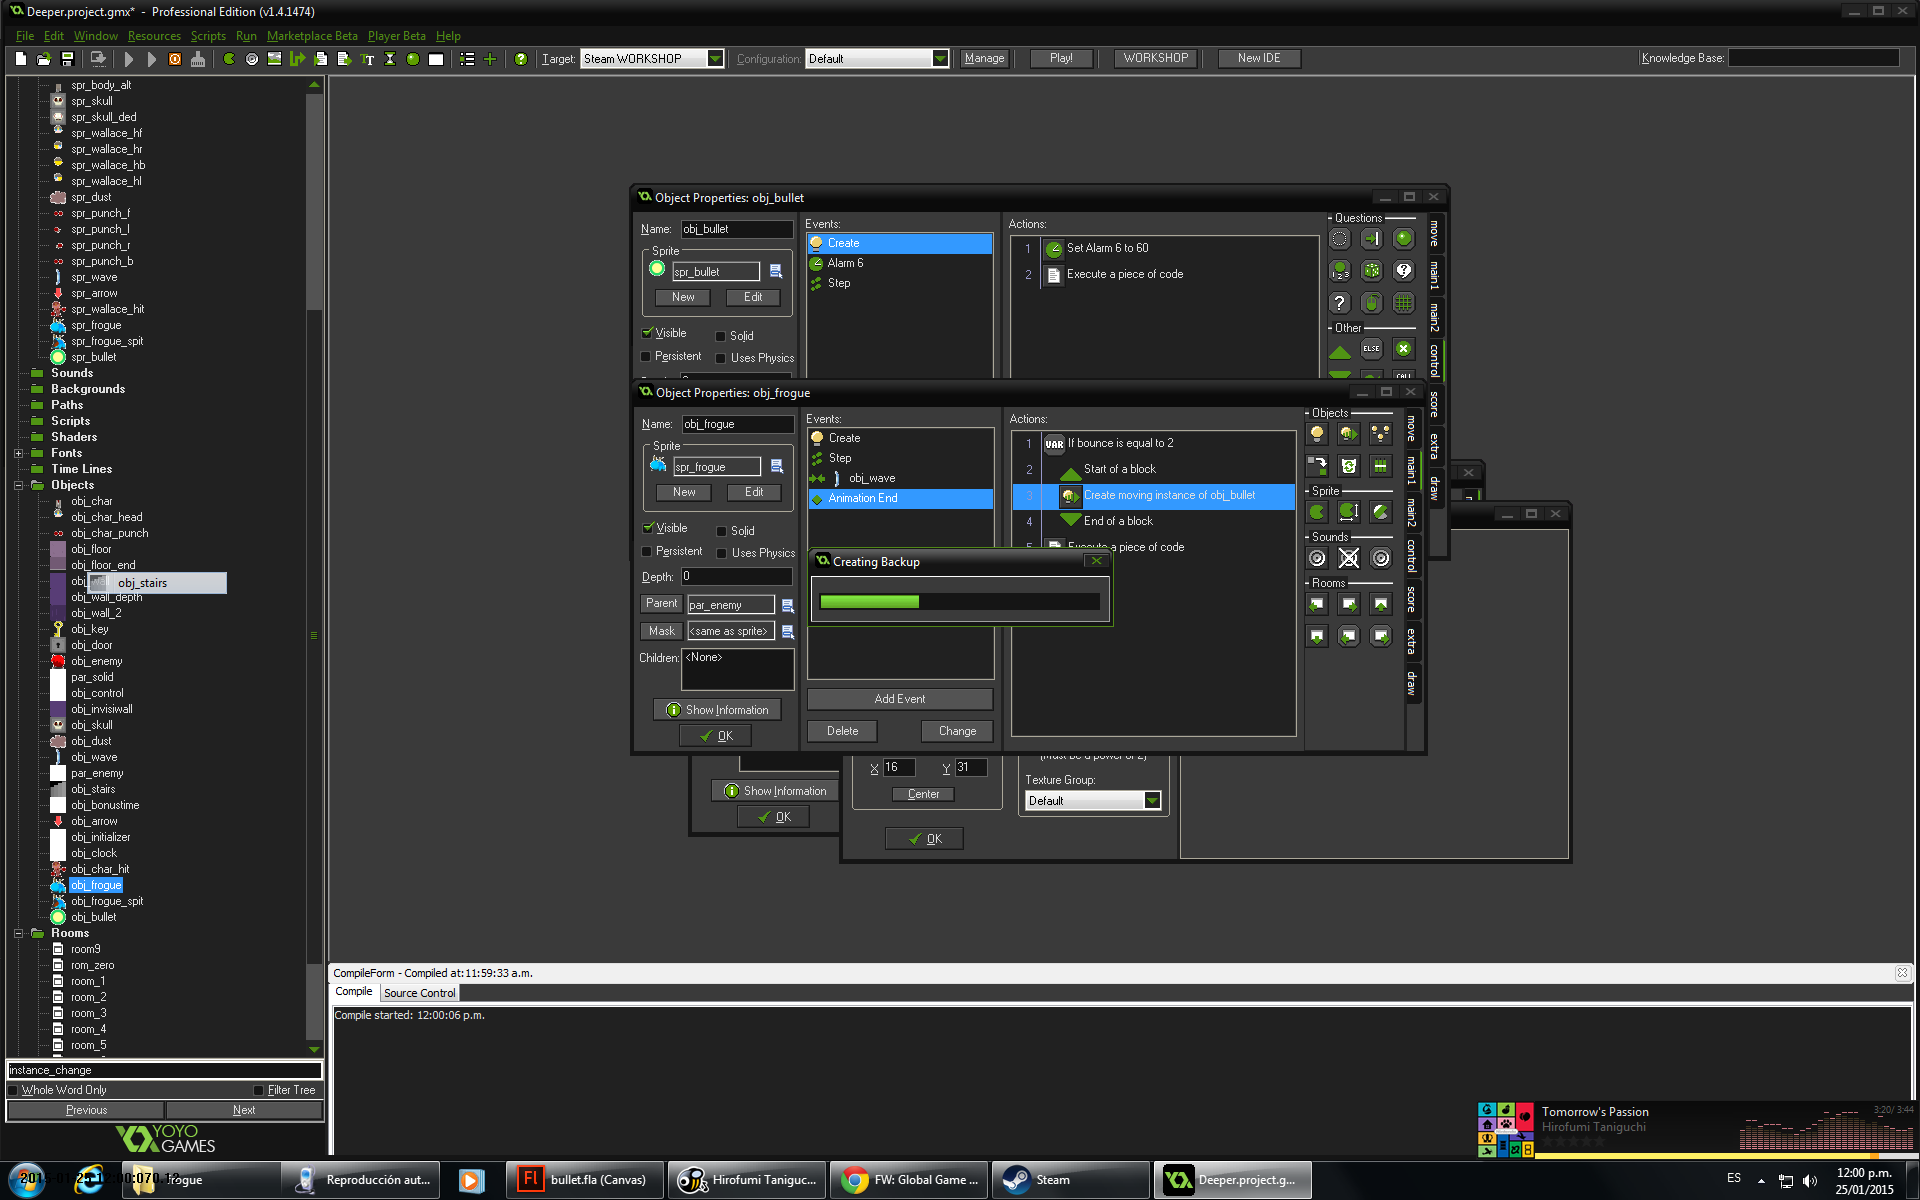 Deeper.project.gmx* - Professional Edition (v1.4.1474)
File Edit Window Resources Scripts Run Marketplace Beta Player Beta Help
Target: Steam WORKSHOP Configuration: Default Manage Play! WORKSHOP New IDE Knowledge Base:
spr_body_alt
spr_skull
spr_skull_ded
spr_wallace_hf
spr_wallace_hr
spr_wallace_hb
spr_wallace_hl
spr_dust
spr_punch_f
spr_punch_l
spr_punch_r
spr_punch_b
spr_wave
spr_arrow
spr_wallace_hit
spr_frogue
spr_frogue_spit
spr_bullet
Sounds
Backgrounds
Paths
Scripts
Shaders
Fonts
Time Lines
Objects
obj_char
obj_char_head
obj_char_punch
obj_floor
obj_floor_end
obj_stairs
obj_wall_depth
obj_wall_2
obj_key
obj_door
obj_enemy
par_solid
obj_control
obj_invisiwall
obj_skull
obj_dust
obj_wave
par_enemy
obj_stairs
obj_bonustime
obj_arrow
obj_initializer
obj_clock
obj_char_hit
obj_frogue
obj_frogue_spit
obj_bullet
Rooms
room9
rom_zero
room_1
room_2
room_3
room_4
room_5
instance_change
Whole Word Only Filter Tree
Previous Next
YOYO
GAMES
Object Properties: obj_bullet
Name: obj_bullet
Sprite
spr_bullet
New Edit
Visible Solid
Persistent Uses Physics
Events:
Create
Alarm 6
Step
Actions:
1 Set Alarm 6 to 60
2 Execute a piece of code
Questions
Other
ELSE
move
main1
main2
control
score
extra
draw
Object Properties: obj_frogue
Name: obj_frogue
Sprite
spr_frogue
New Edit
Visible Solid
Persistent Uses Physics
Depth: 0
Parent par_enemy
Mask <same as sprite>
Children: <None>
Show Information
OK
Events:
Create
Step
obj_wave
Animation End
Add Event
Delete Change
Actions:
1 VAR If bounce is equal to 2
2 Start of a block
3 Create moving instance of obj_bullet
4 End of a block
Execute a piece of code
Objects
Sprite
Sounds
Rooms
move
main1
main2
control
score
extra
draw
Creating Backup
Show Information
OK
X 16 Y 31
Center
OK
(Must be a power of 2)
Texture Group:
Default
CompileForm - Compiled at:11:59:33 a.m.
Compile Source Control
Compile started: 12:00:06 p.m.
Tomorrow's Passion
Hirofumi Taniguchi
3:20/ 3:44
Reproducción aut...
bullet.fla (Canvas)
Hirofumi Taniguc...
FW: Global Game ...
Steam
Deeper.project.g...
ES
12:00 p.m.
25/01/2015